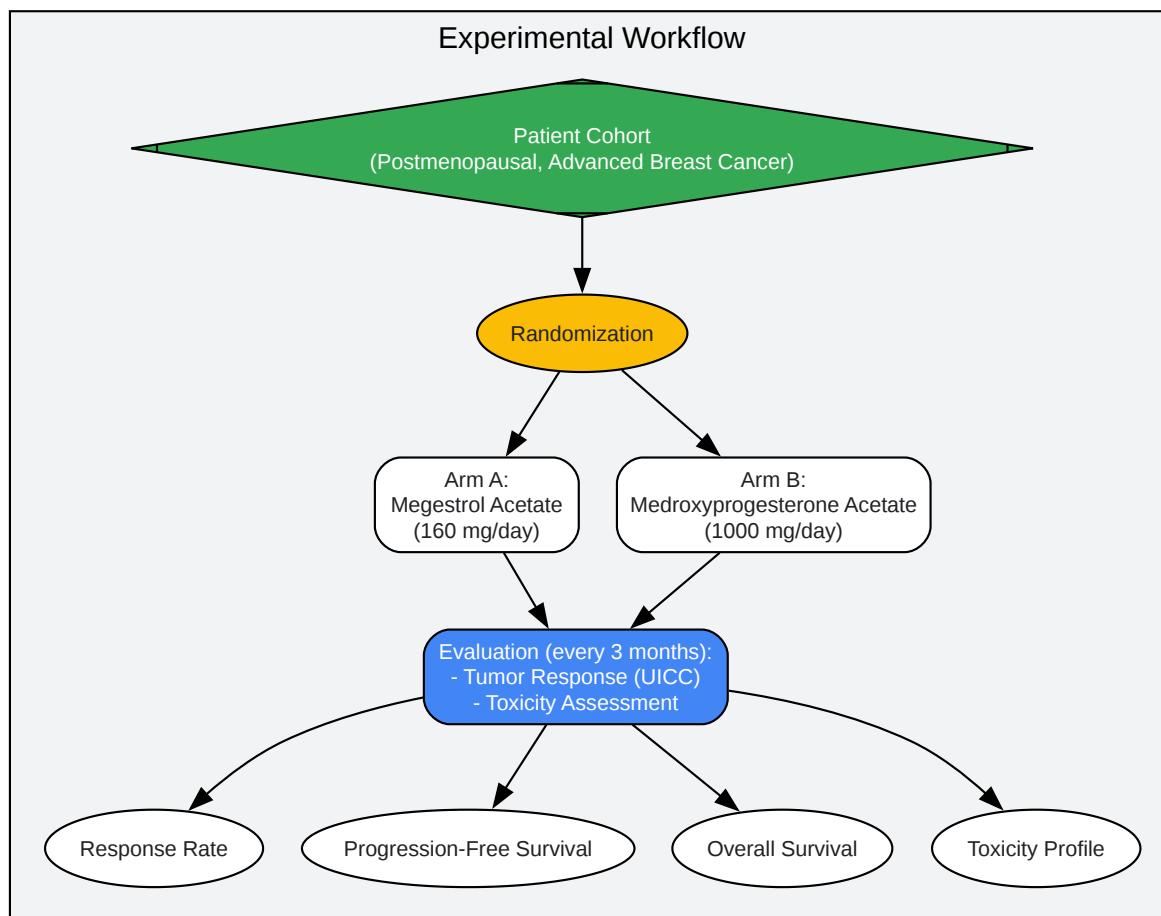 Experimental Workflow
Patient Cohort
(Postmenopausal, Advanced Breast Cancer)
Randomization
Arm A:
Megestrol Acetate
(160 mg/day)
Arm B:
Medroxyprogesterone Acetate
(1000 mg/day)
Evaluation (every 3 months):
- Tumor Response (UICC)
- Toxicity Assessment
Response Rate
Progression-Free Survival
Overall Survival
Toxicity Profile